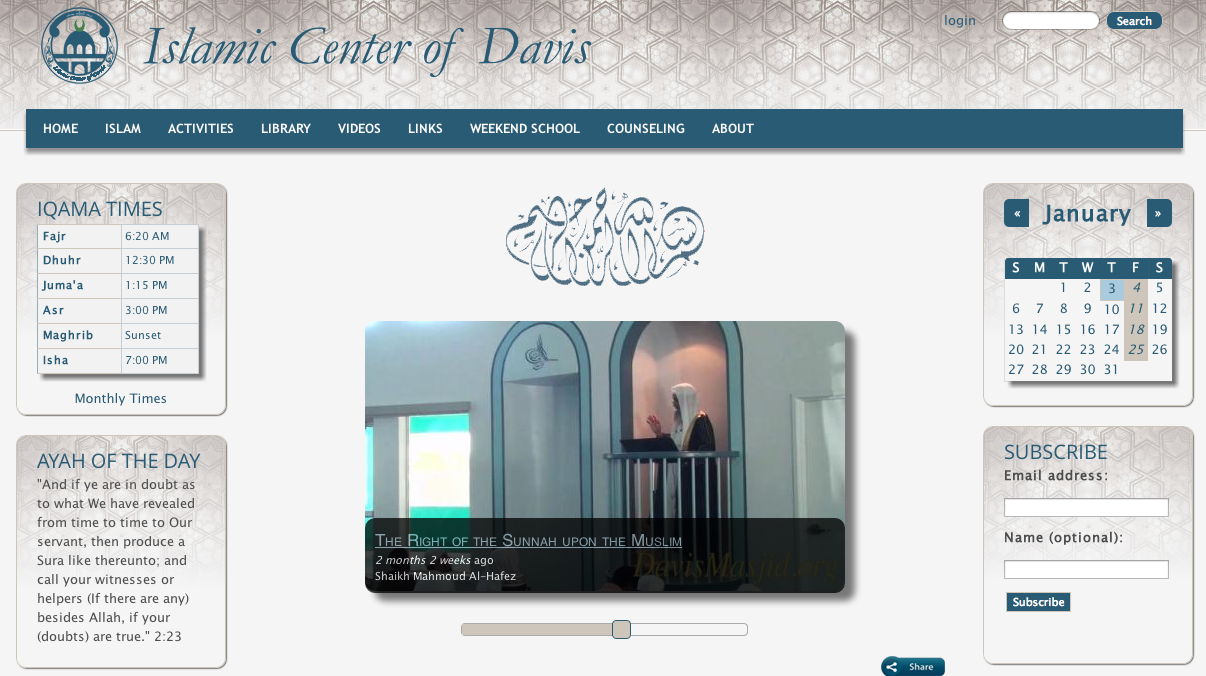 Islamic Center of Davis
login
Search
HOME ISLAM ACTIVITIES LIBRARY VIDEOS LINKS WEEKEND SCHOOL COUNSELING ABOUT
IQAMA TIMES
Fajr 6:20 AM
Dhuhr 12:30 PM
Juma'a 1:15 PM
Asr 3:00 PM
Maghrib Sunset
Isha 7:00 PM
Monthly Times
AYAH OF THE DAY
"And if ye are in doubt as
to what We have revealed
from time to time to Our
servant, then produce a
Sura like thereunto; and
call your witnesses or
helpers (If there are any)
besides Allah, if your
(doubts) are true." 2:23
بسم الله الرحمن الرحيم
The Right of the Sunnah upon the Muslim
2 months 2 weeks ago
Shaikh Mahmoud Al-Hafez
DavisMasjid.org
Share
« January »
S M T W T F S
1 2 3 4 5
6 7 8 9 10 11 12
13 14 15 16 17 18 19
20 21 22 23 24 25 26
27 28 29 30 31
SUBSCRIBE
Email address:
Name (optional):
Subscribe